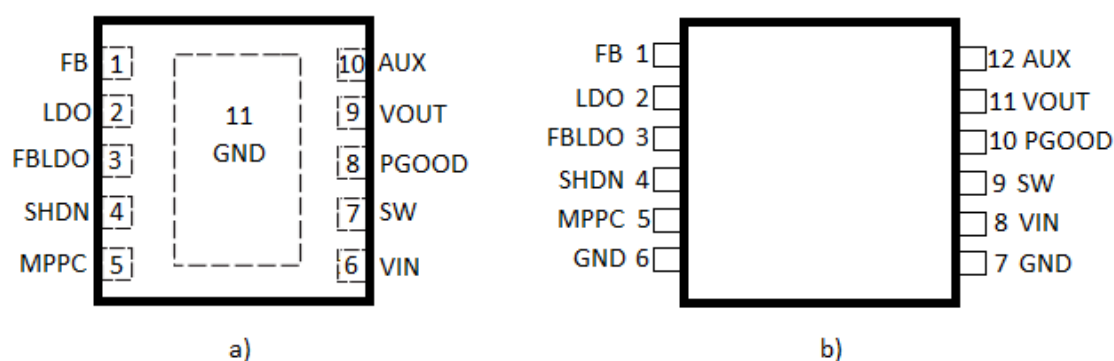 FB 1
LDO 2
FBLDO 3
SHDN 4
MPPC 5
11
GND
10 AUX
9 VOUT
8 PGOOD
7 SW
6 VIN
a)
FB 1
LDO 2
FBLDO 3
SHDN 4
MPPC 5
GND 6
12 AUX
11 VOUT
10 PGOOD
9 SW
8 VIN
7 GND
b)